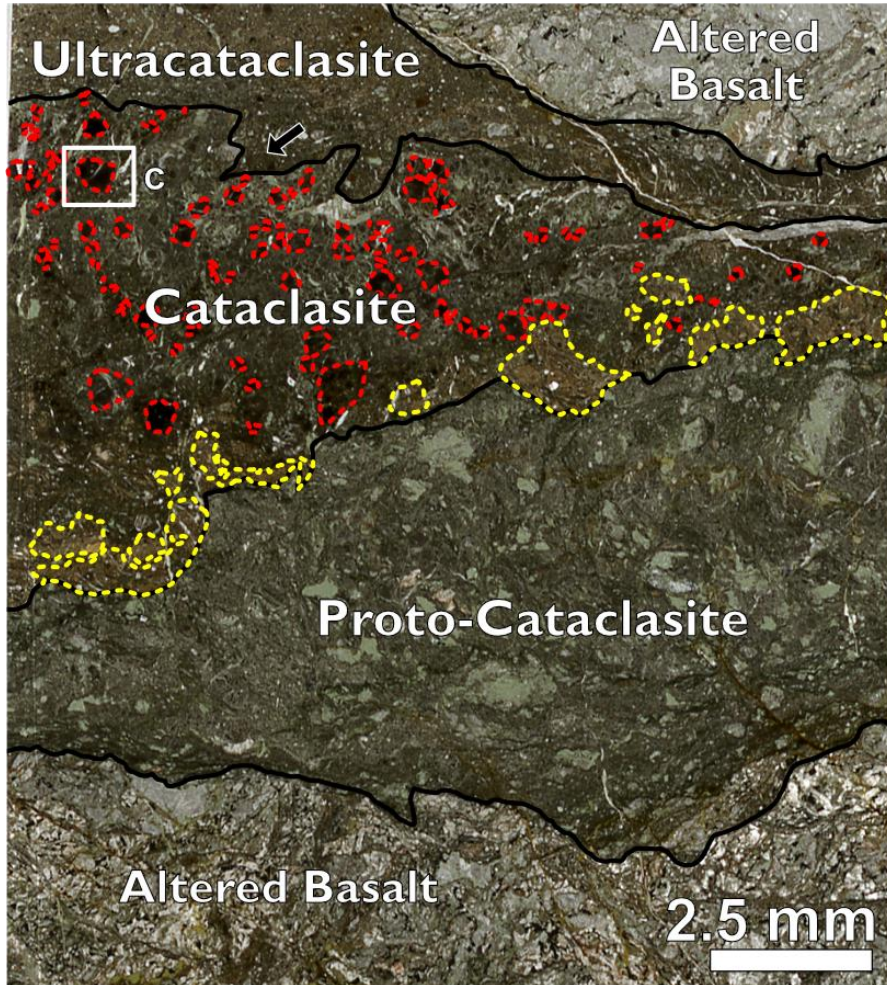 Ultracataclasite
Altered
Basalt
C
Cataclasite
Proto-Cataclasite
Altered Basalt
2.5 mm